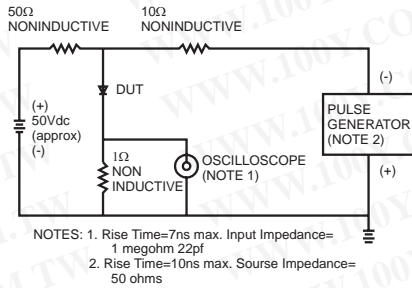 50Ω
NONINDUCTIVE
10Ω
NONINDUCTIVE
DUT
(+)
50Vdc
(approx)
(-)
1Ω
NON
INDUCTIVE
OSCILLOSCOPE
(NOTE 1)
(-)
PULSE
GENERATOR
(NOTE 2)
(+)
NOTES: 1. Rise Time=7ns max. Input Impedance=
1 megohm 22pf
2. Rise Time=10ns max. Sourse Impedance=
50 ohms